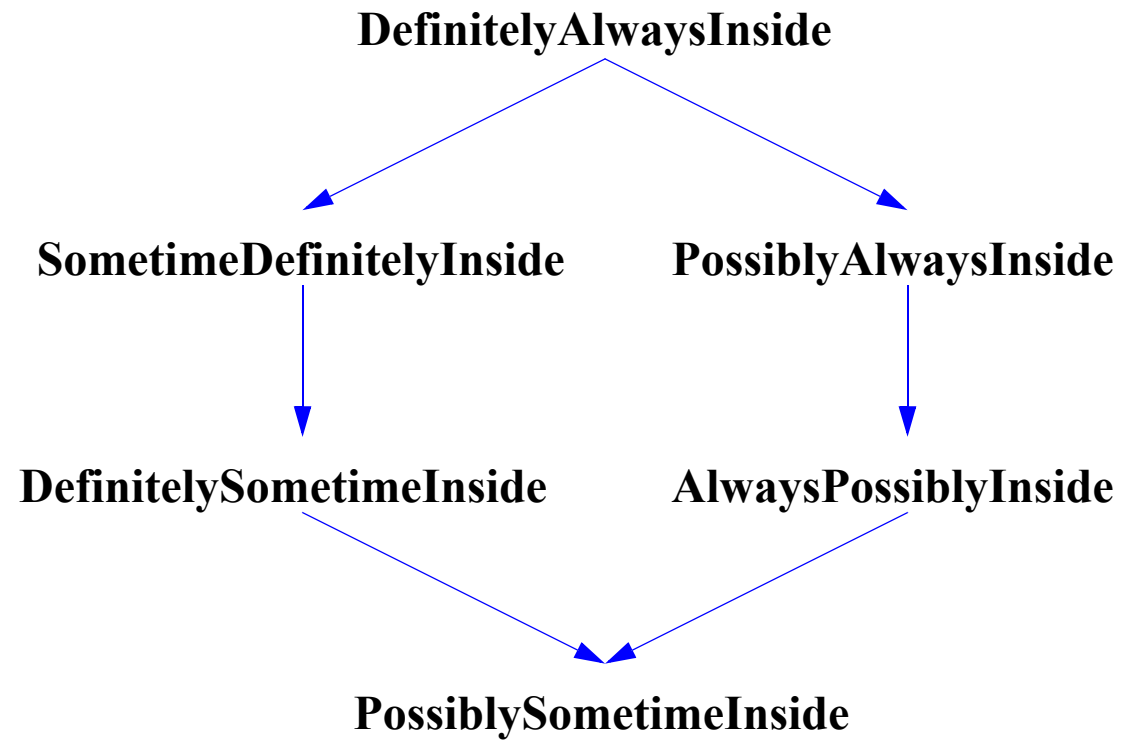 DefinitelyAlwaysInside
SometimeDefinitelyInside PossiblyAlwaysInside
DefinitelySometimeInside AlwaysPossiblyInside
PossiblySometimeInside